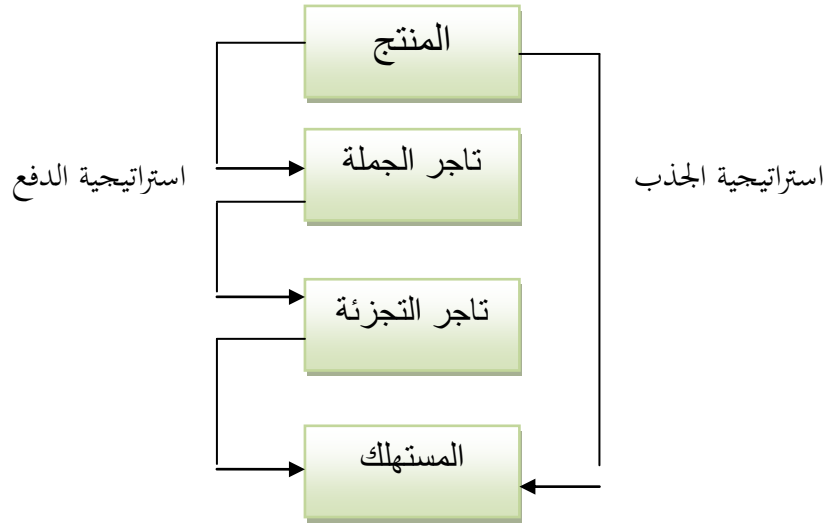 المنتج
تاجر الجملة
استراتيجية الجذب
استراتيجية الدفع
تاجر التجزئة
المستهلك